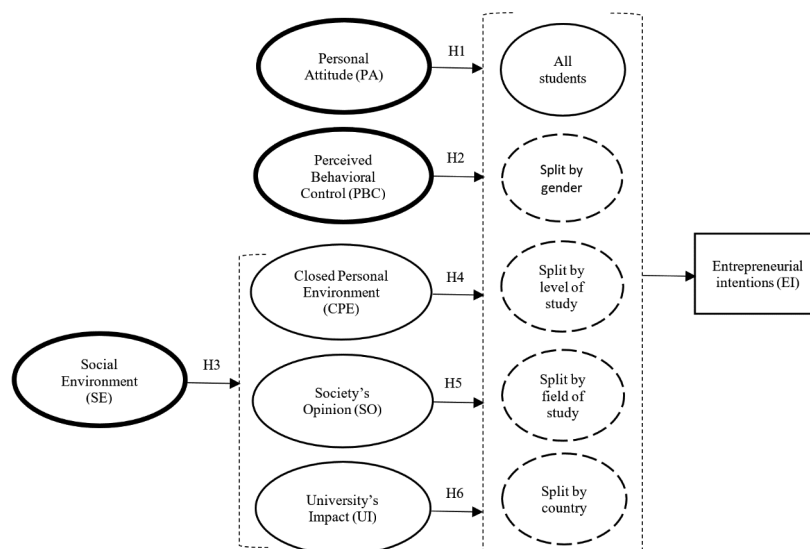 Personal
Attitude (PA)
H1
All
students
Perceived
Behavioral
Control (PBC)
H2
Split by
gender
Closed Personal
Environment
(CPE)
H4
Split by
level of
study
Entrepreneurial
intentions (EI)
Social
Environment
(SE)
H3
Society's
Opinion (SO)
H5
Split by
field of
study
University's
Impact (UI)
H6
Split by
country